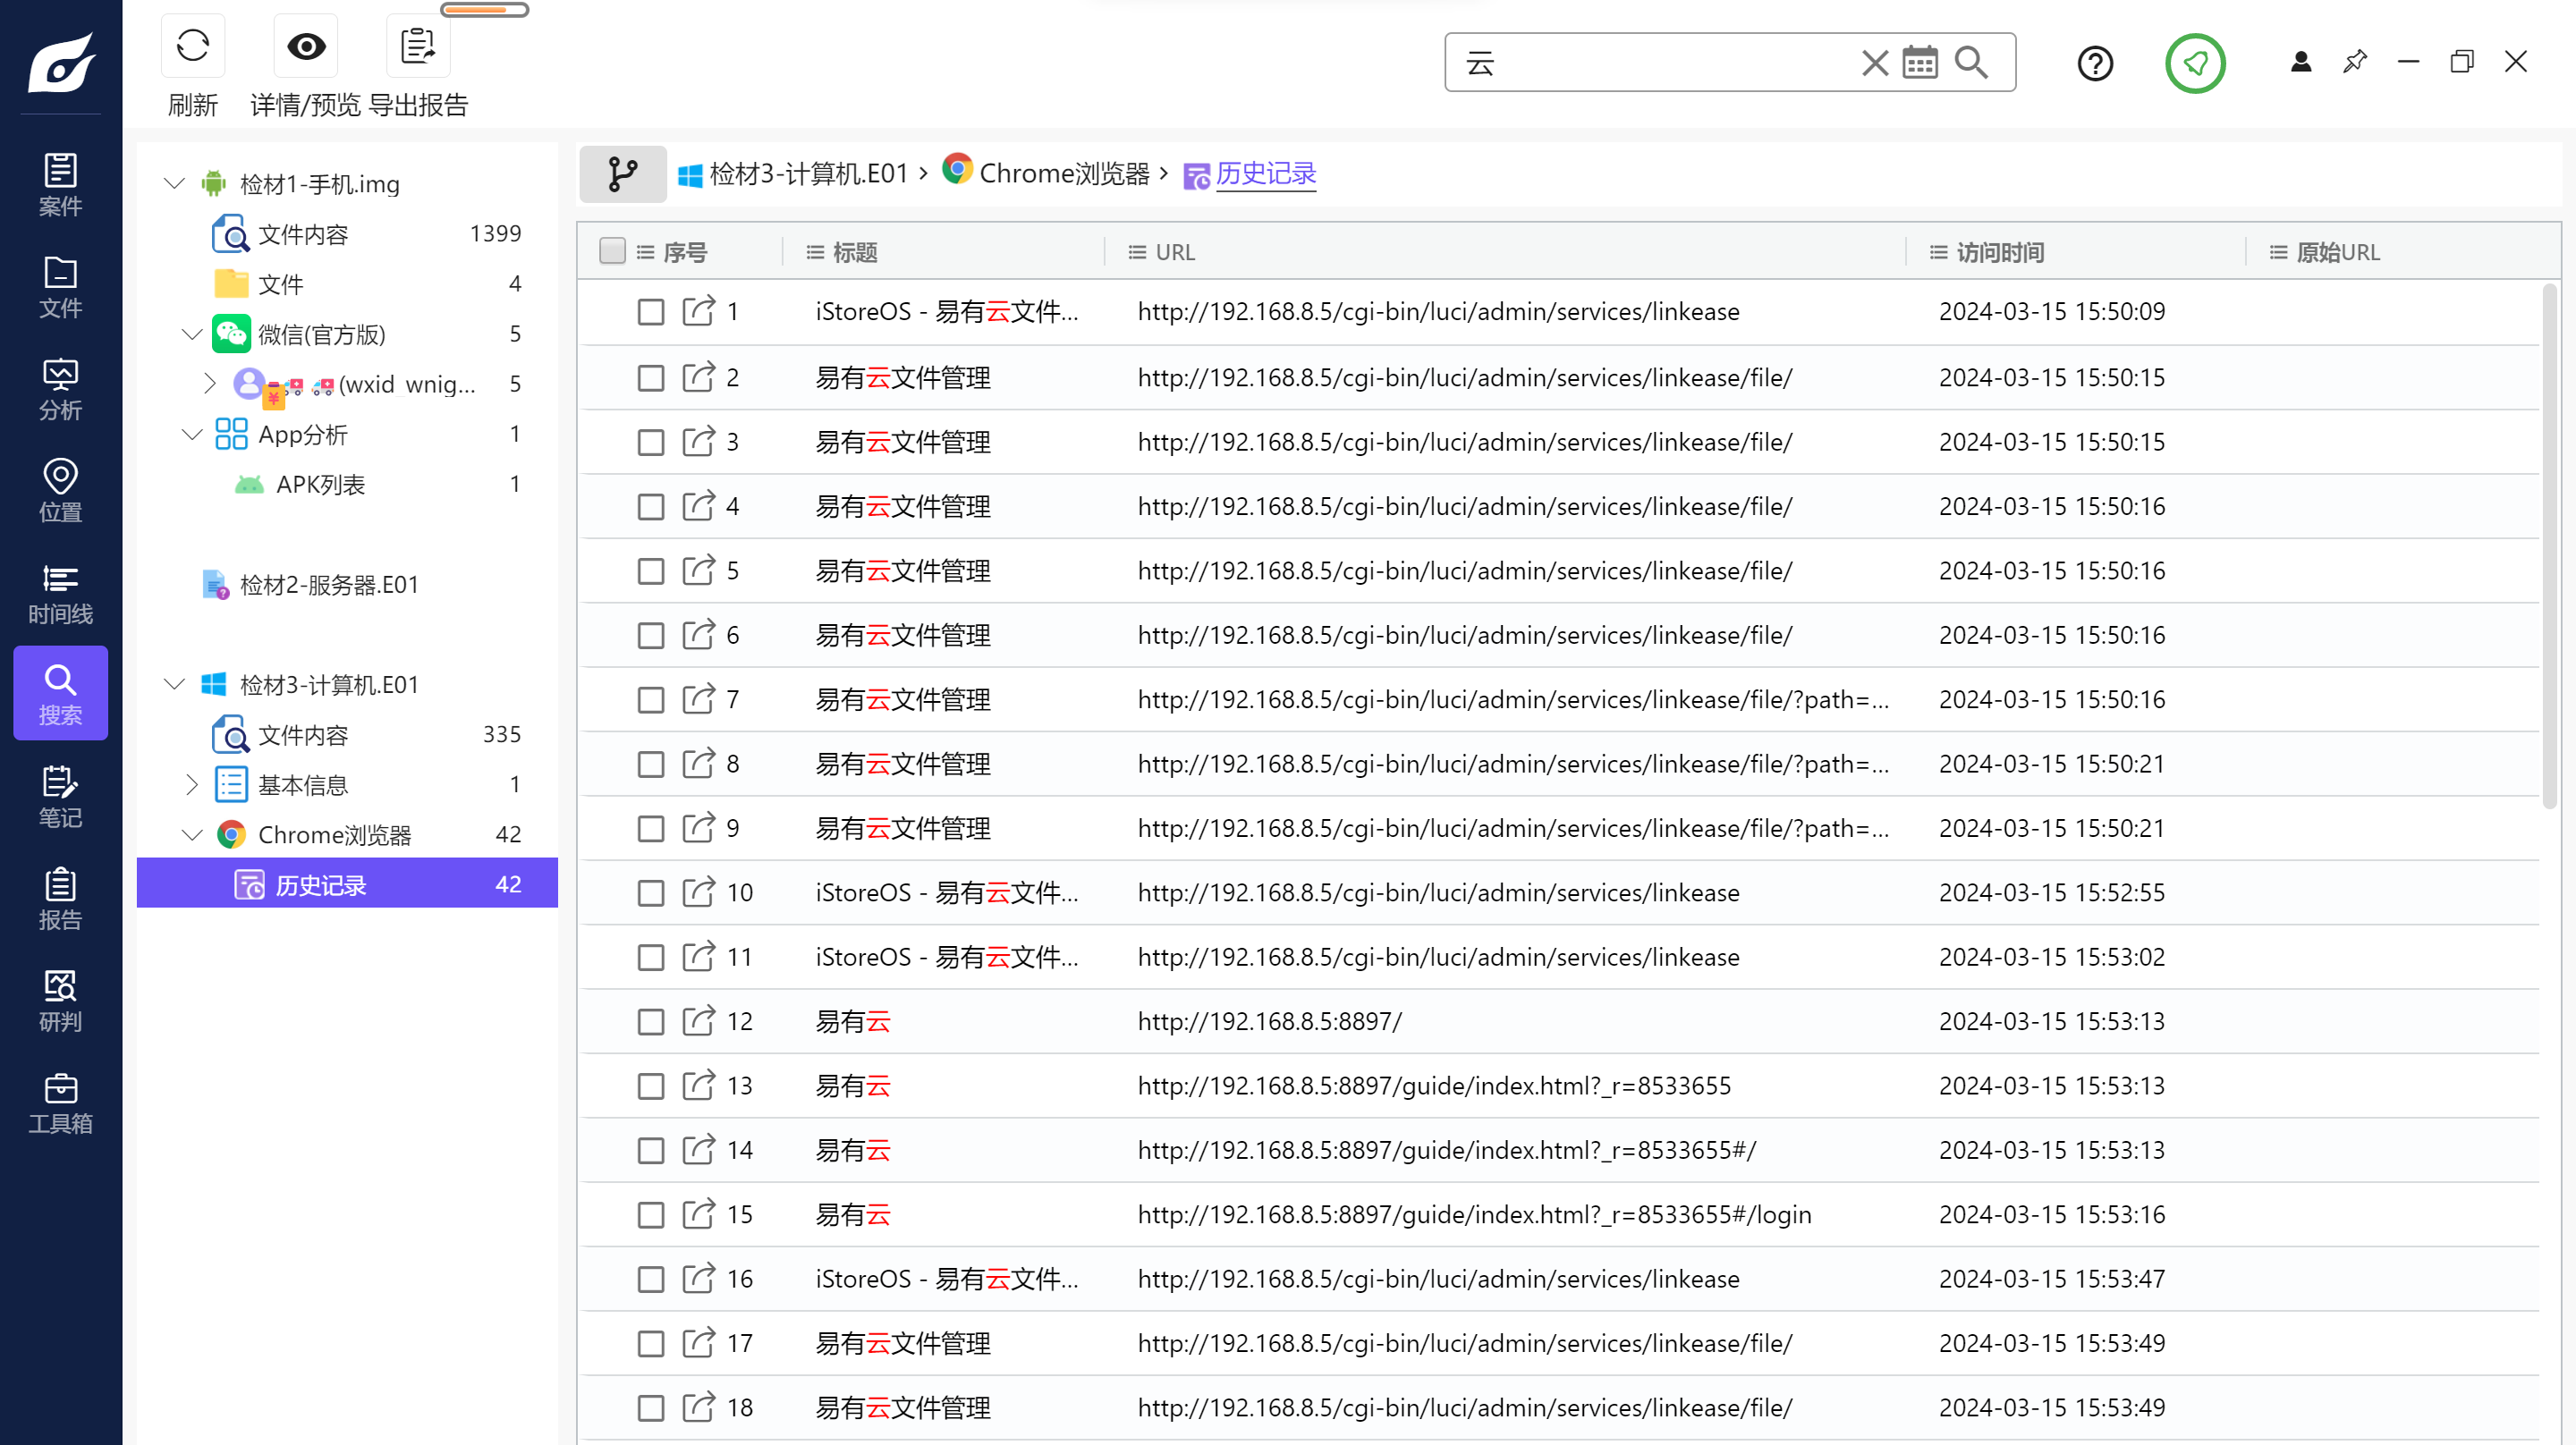 云
刷新
详情/预览
导出报告
案件
文件
分析
位置
时间线
搜索
笔记
报告
研判
工具箱
检材1-手机.img
文件内容 1399
文件 4
微信(官方版) 5
(wxid_wnig... 5
App分析 1
APK列表 1
检材2-服务器.E01
检材3-计算机.E01
文件内容 335
基本信息 1
Chrome浏览器 42
历史记录 42
检材3-计算机.E01 › Chrome浏览器 › 历史记录
序号 标题 URL 访问时间 原始URL
1 iStoreOS - 易有云文件... http://192.168.8.5/cgi-bin/luci/admin/services/linkease 2024-03-15 15:50:09
2 易有云文件管理 http://192.168.8.5/cgi-bin/luci/admin/services/linkease/file/ 2024-03-15 15:50:15
3 易有云文件管理 http://192.168.8.5/cgi-bin/luci/admin/services/linkease/file/ 2024-03-15 15:50:15
4 易有云文件管理 http://192.168.8.5/cgi-bin/luci/admin/services/linkease/file/ 2024-03-15 15:50:16
5 易有云文件管理 http://192.168.8.5/cgi-bin/luci/admin/services/linkease/file/ 2024-03-15 15:50:16
6 易有云文件管理 http://192.168.8.5/cgi-bin/luci/admin/services/linkease/file/ 2024-03-15 15:50:16
7 易有云文件管理 http://192.168.8.5/cgi-bin/luci/admin/services/linkease/file/?path=... 2024-03-15 15:50:16
8 易有云文件管理 http://192.168.8.5/cgi-bin/luci/admin/services/linkease/file/?path=... 2024-03-15 15:50:21
9 易有云文件管理 http://192.168.8.5/cgi-bin/luci/admin/services/linkease/file/?path=... 2024-03-15 15:50:21
10 iStoreOS - 易有云文件... http://192.168.8.5/cgi-bin/luci/admin/services/linkease 2024-03-15 15:52:55
11 iStoreOS - 易有云文件... http://192.168.8.5/cgi-bin/luci/admin/services/linkease 2024-03-15 15:53:02
12 易有云 http://192.168.8.5:8897/ 2024-03-15 15:53:13
13 易有云 http://192.168.8.5:8897/guide/index.html?_r=8533655 2024-03-15 15:53:13
14 易有云 http://192.168.8.5:8897/guide/index.html?_r=8533655#/ 2024-03-15 15:53:13
15 易有云 http://192.168.8.5:8897/guide/index.html?_r=8533655#/login 2024-03-15 15:53:16
16 iStoreOS - 易有云文件... http://192.168.8.5/cgi-bin/luci/admin/services/linkease 2024-03-15 15:53:47
17 易有云文件管理 http://192.168.8.5/cgi-bin/luci/admin/services/linkease/file/ 2024-03-15 15:53:49
18 易有云文件管理 http://192.168.8.5/cgi-bin/luci/admin/services/linkease/file/ 2024-03-15 15:53:49